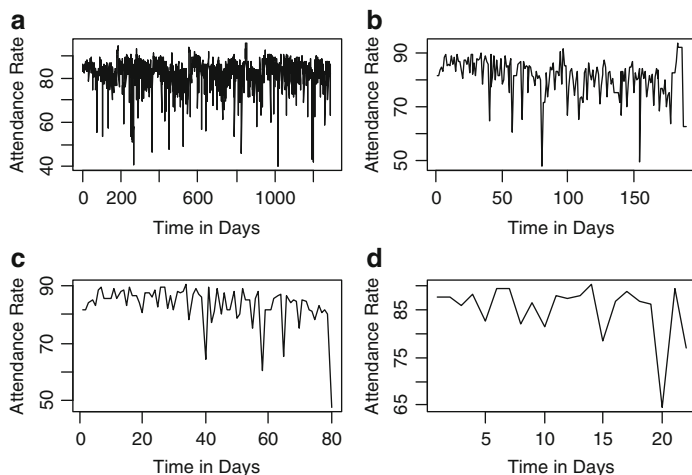 a
Attendance Rate
80
60
40
0 200 600 1000
Time in Days
b
Attendance Rate
90
70
50
0 50 100 150
Time in Days
c
Attendance Rate
90
70
50
0 20 40 60 80
Time in Days
d
Attendance Rate
85
75
65
5 10 15 20
Time in Days